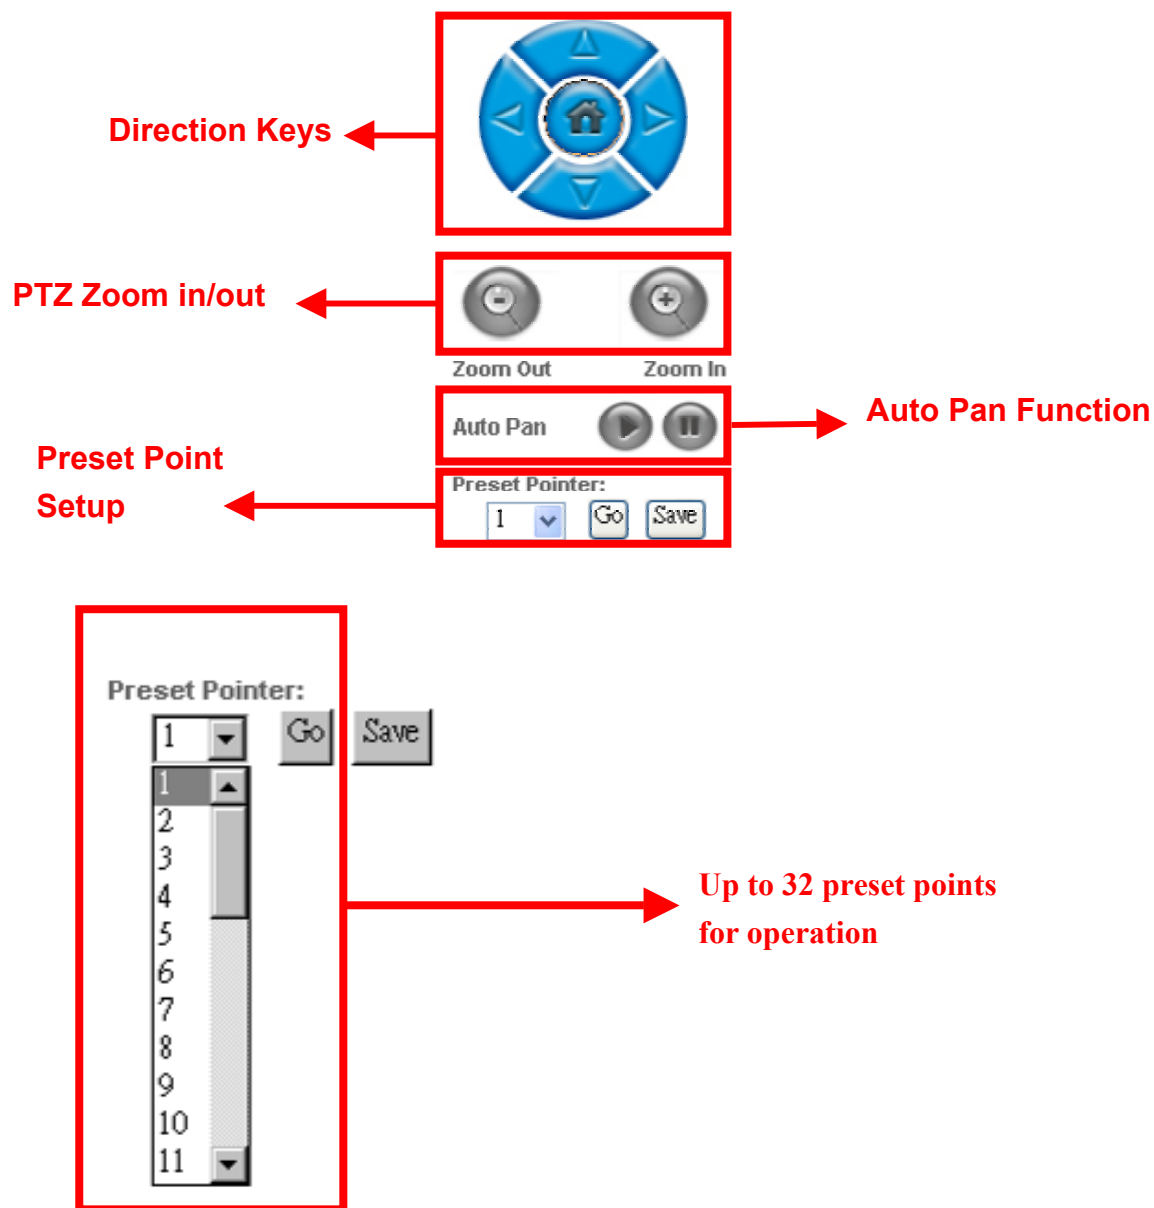 Direction Keys
PTZ Zoom in/out
Zoom Out
Zoom In
Auto Pan
Auto Pan Function
Preset Point
Setup
Preset Pointer:
1
Go
Save
Preset Pointer:
1
Go
Save
1
2
3
4
5
6
7
8
9
10
11
Up to 32 preset points
for operation